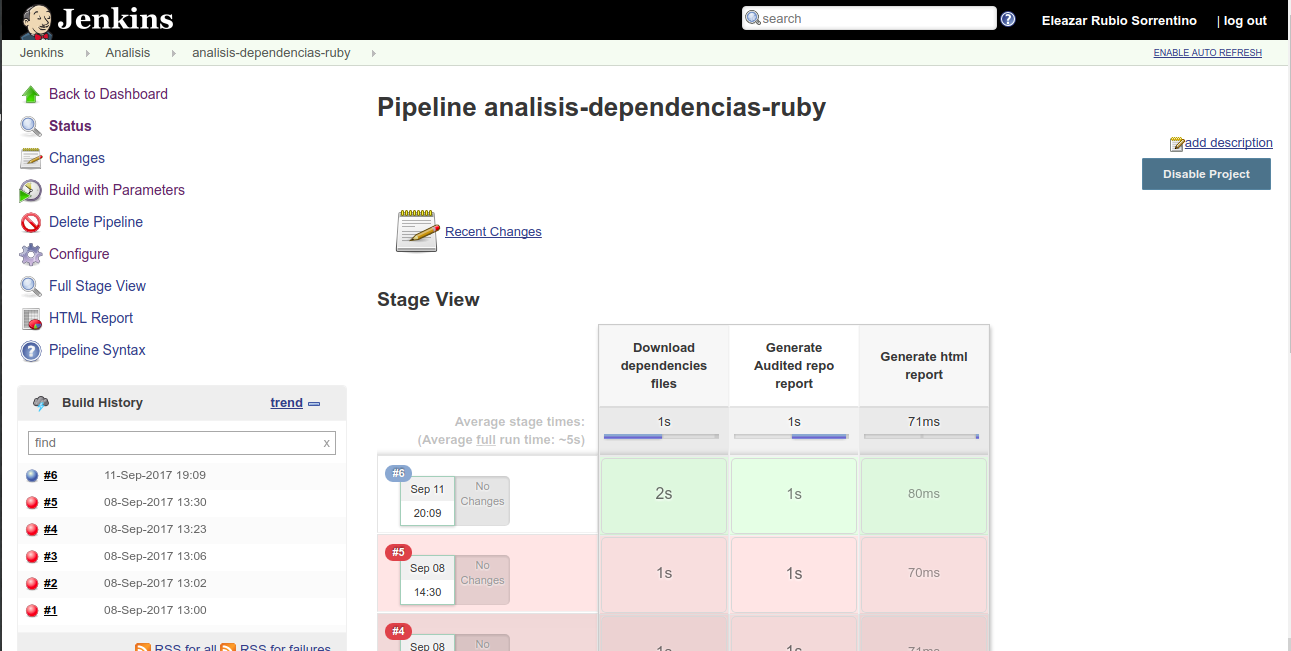 Jenkins
search
Eleazar Rubio Sorrentino | log out
Jenkins Analisis analisis-dependencias-ruby
ENABLE AUTO REFRESH
Back to Dashboard
Status
Changes
Build with Parameters
Delete Pipeline
Configure
Full Stage View
HTML Report
Pipeline Syntax
Build History trend
find x
#6 11-Sep-2017 19:09
#5 08-Sep-2017 13:30
#4 08-Sep-2017 13:23
#3 08-Sep-2017 13:06
#2 08-Sep-2017 13:02
#1 08-Sep-2017 13:00
RSS for all RSS for failures
Pipeline analisis-dependencias-ruby
add description
Disable Project
Recent Changes
Stage View
Download
dependencies
files
Generate
Audited repo
report
Generate html
report
Average stage times:
(Average full run time: ~5s)
1s 1s 71ms
#6
Sep 11
20:09
No
Changes
2s 1s 80ms
#5
Sep 08
14:30
No
Changes
1s 1s 70ms
#4
Sep 08
No
1s 1s 71ms